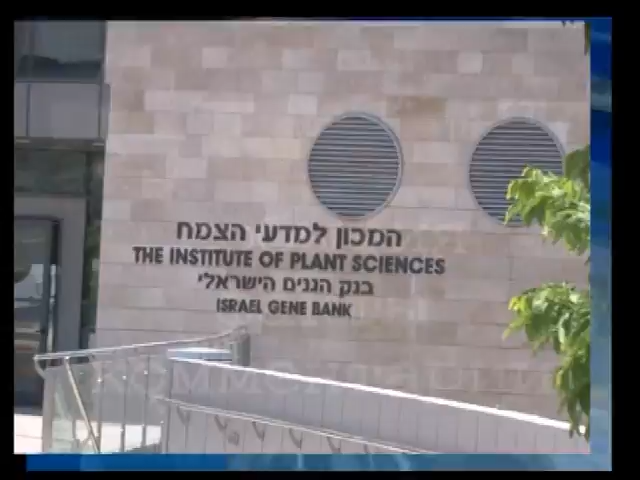 המכון למדעי הצמח
THE INSTITUTE OF PLANT SCIENCES
בנק הגנים הישראלי
ISRAEL GENE BANK